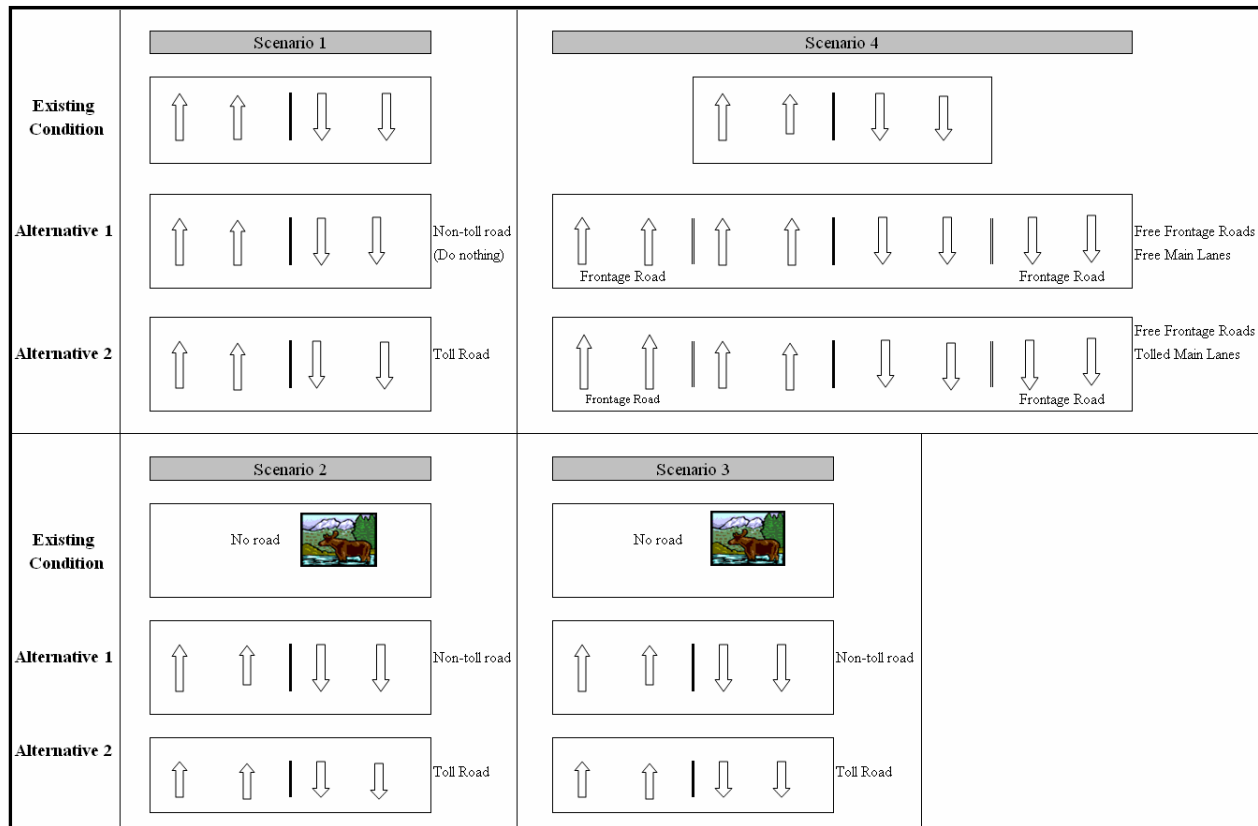 Scenario 1
Scenario 4
Existing
Condition
Alternative 1
Non-toll road
(Do nothing)
Frontage Road
Frontage Road
Free Frontage Roads
Free Main Lanes
Alternative 2
Toll Road
Frontage Road
Frontage Road
Free Frontage Roads
Tolled Main Lanes
Scenario 2
Scenario 3
Existing
Condition
No road
No road
Alternative 1
Non-toll road
Non-toll road
Alternative 2
Toll Road
Toll Road